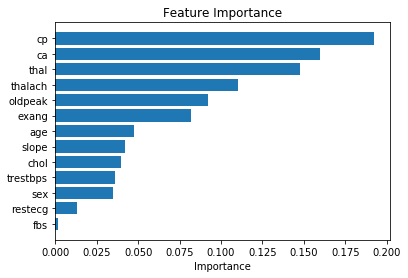 Feature Importance
cp
ca
thal
thalach
oldpeak
exang
age
slope
chol
trestbps
sex
restecg
fbs
0.000 0.025 0.050 0.075 0.100 0.125 0.150 0.175 0.200
Importance